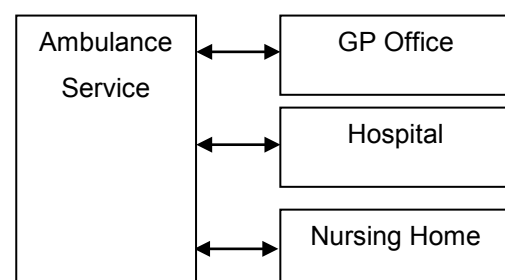 Ambulance
Service
GP Office
Hospital
Nursing Home